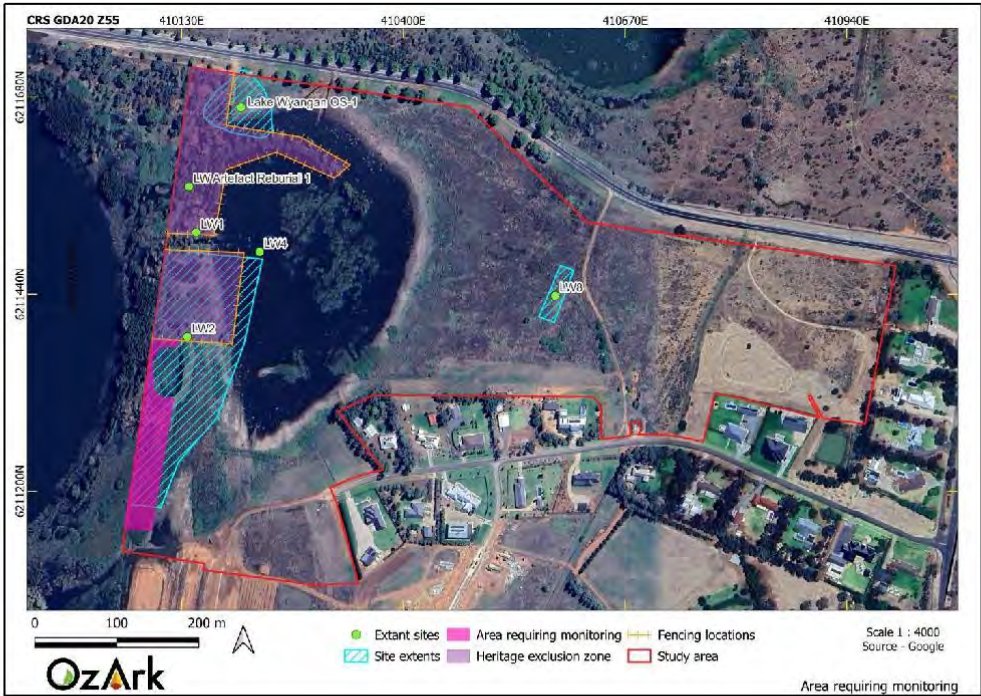 CRS GDA20 Z55
410130E
410400E
410670E
410940E
6211680N
6211440N
6211200N
Lake Wyangan OS-1
LW Artefact Reburial 1
LW1
LW4
LW8
LW2
0 100 200 m
Extant sites
Area requiring monitoring
Fencing locations
Site extents
Heritage exclusion zone
Study area
Scale 1 : 4000
Source - Google
OzArk
Area requiring monitoring